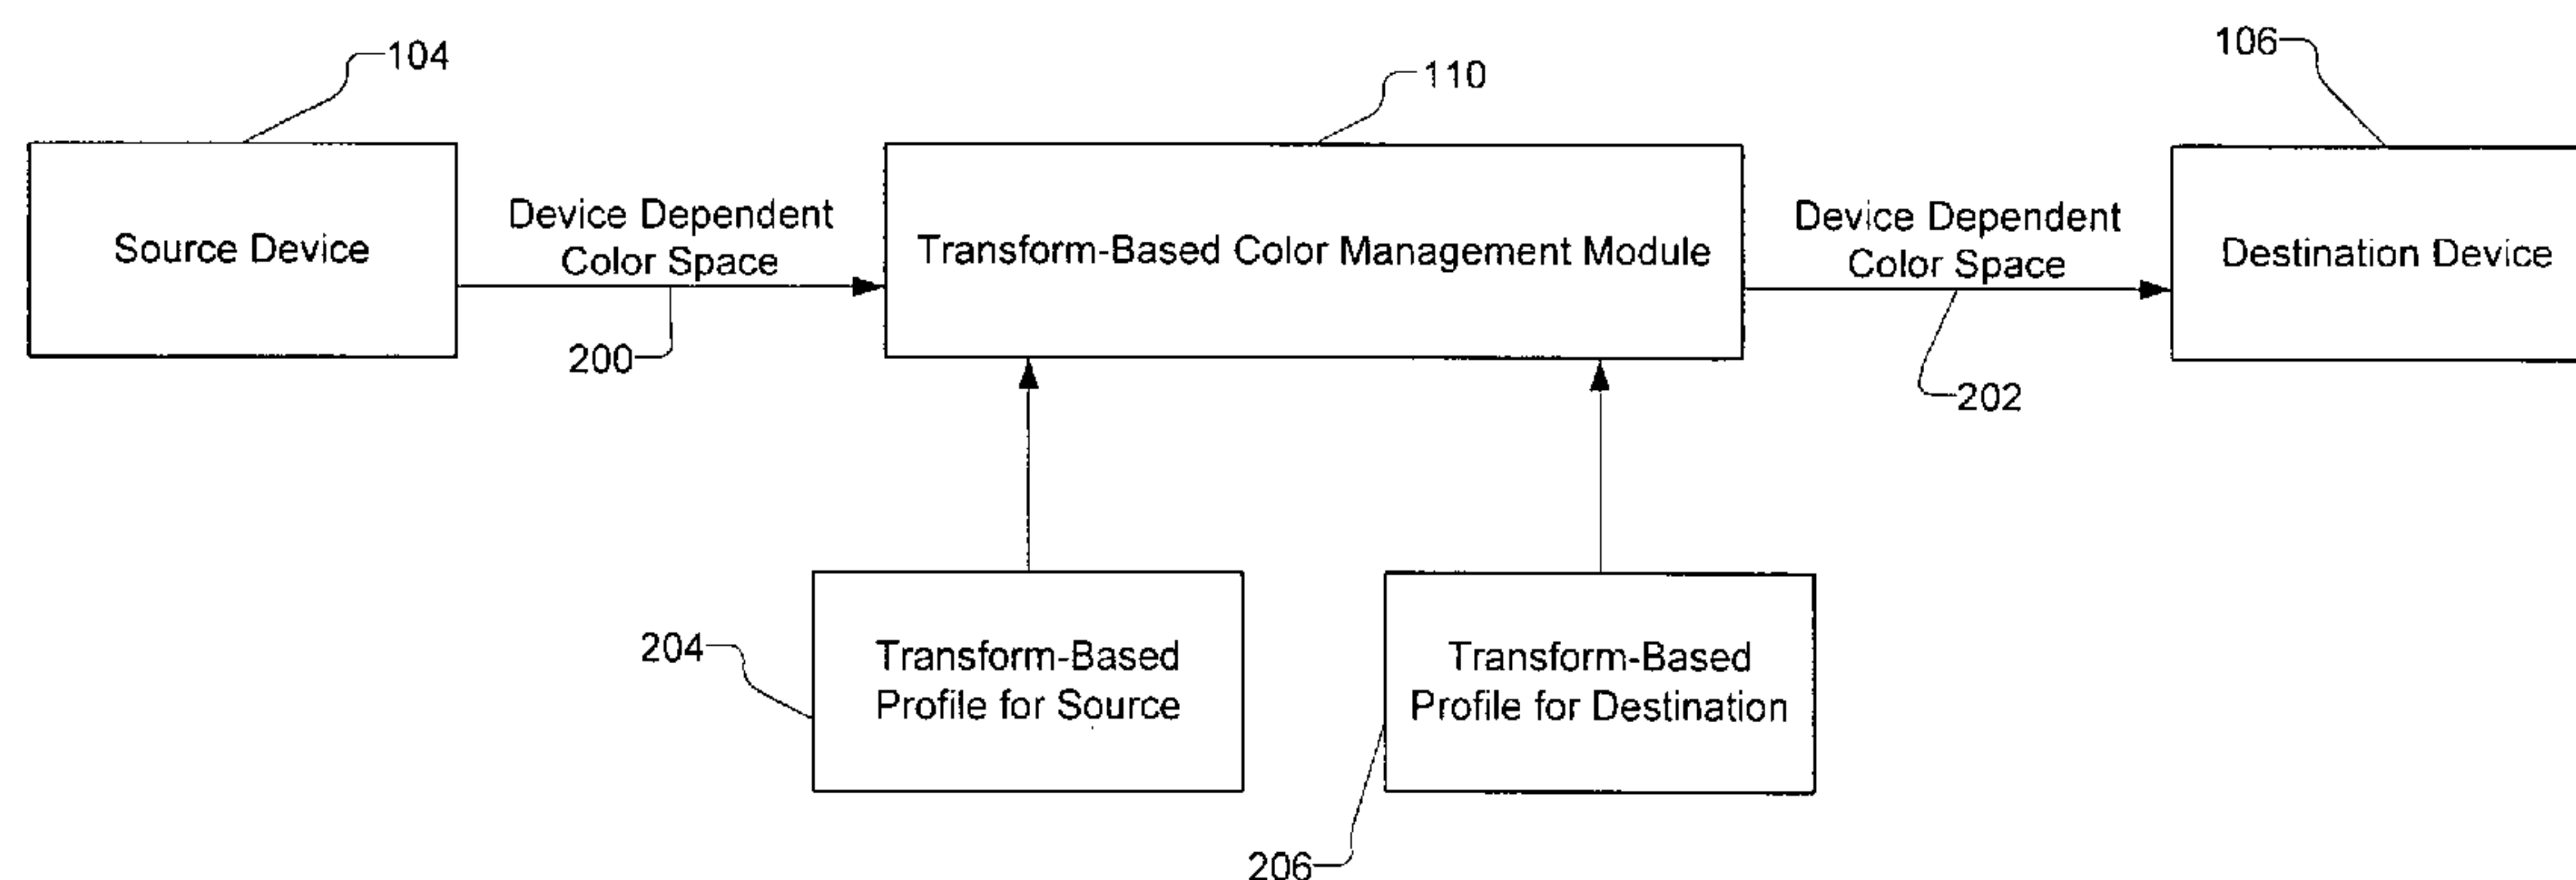 104
110
106
Source Device
Device Dependent
Color Space
200
Transform-Based Color Management Module
Device Dependent
Color Space
202
Destination Device
204
Transform-Based
Profile for Source
Transform-Based
Profile for Destination
206